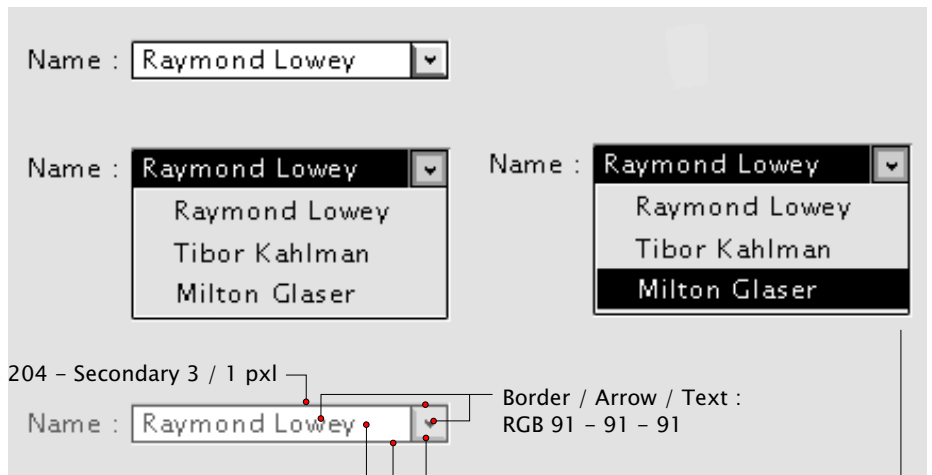 Name : Raymond Lowey
Name : Raymond Lowey
Raymond Lowey
Tibor Kahlman
Milton Glaser
Name : Raymond Lowey
Raymond Lowey
Tibor Kahlman
Milton Glaser
204 – Secondary 3 / 1 pxl
Name : Raymond Lowey
Border / Arrow / Text :
RGB 91 – 91 – 91